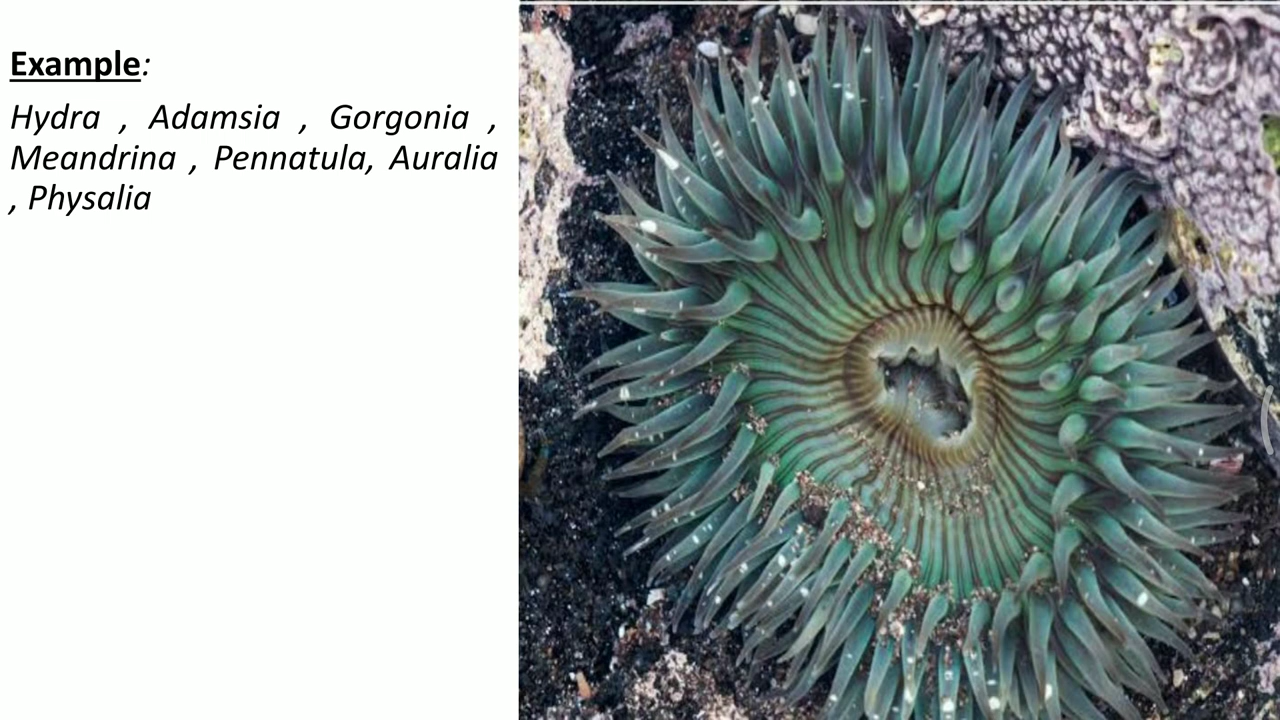 Example:
Hydra , Adamsia , Gorgonia ,
Meandrina , Pennatula, Auralia
, Physalia